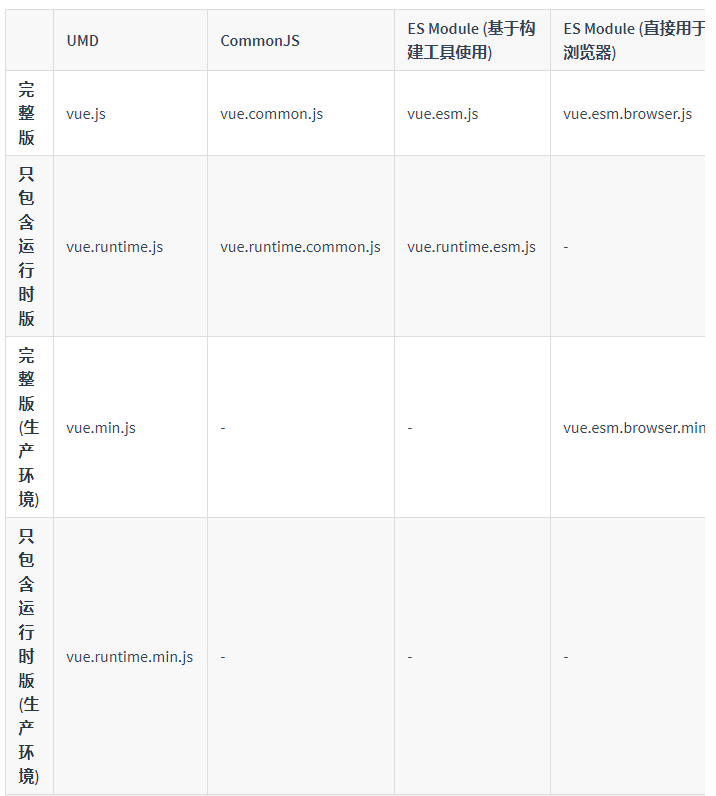 UMD
CommonJS
ES Module (基于构
建工具使用)
ES Module (直接用于
浏览器)
完
整
版
vue.js
vue.common.js
vue.esm.js
vue.esm.browser.js
只
包
含
运
行
时
版
vue.runtime.js
vue.runtime.common.js
vue.runtime.esm.js
-
完
整
版
(生
产
环
境)
vue.min.js
-
-
vue.esm.browser.min
只
包
含
运
行
时
版
(生
产
环
境)
vue.runtime.min.js
-
-
-